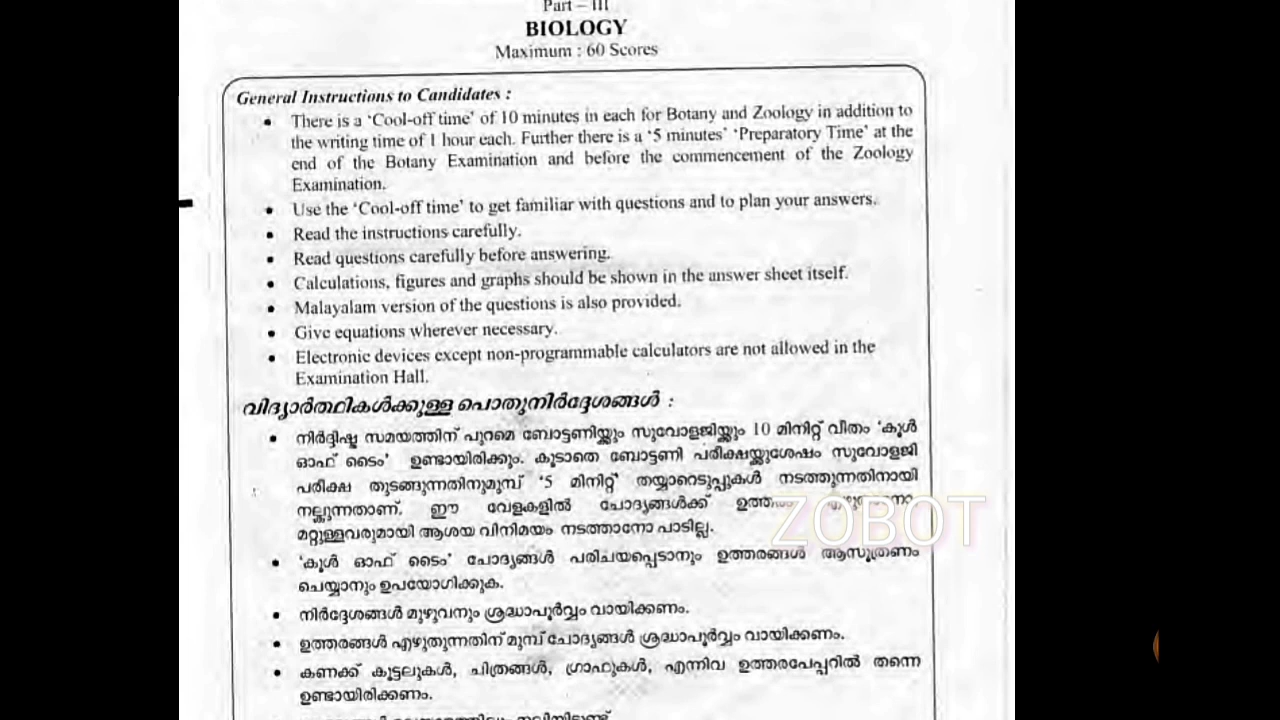 Part – III
BIOLOGY
Maximum : 60 Scores
General Instructions to Candidates :
• There is a ‘Cool-off time’ of 10 minutes in each for Botany and Zoology in addition to
the writing time of 1 hour each. Further there is a ‘5 minutes’ ‘Preparatory Time’ at the
end of the Botany Examination and before the commencement of the Zoology
Examination.
• Use the ‘Cool-off time’ to get familiar with questions and to plan your answers.
• Read the instructions carefully.
• Read questions carefully before answering.
• Calculations, figures and graphs should be shown in the answer sheet itself.
• Malayalam version of the questions is also provided.
• Give equations wherever necessary.
• Electronic devices except non-programmable calculators are not allowed in the
Examination Hall.
വിദ്യാർത്ഥികൾക്കുള്ള പൊതുനിർദ്ദേശങ്ങൾ :
• നിർദ്ദിഷ്ട സമയത്തിന് പുറമെ ബോട്ടണിയ്ക്കും സുവോളജിയ്ക്കും 10 മിനിറ്റ് വീതം ‘കൂൾ
ഓഫ് ടൈം’ ഉണ്ടായിരിക്കും. കൂടാതെ ബോട്ടണി പരീക്ഷയ്ക്കുശേഷം സുവോളജി
പരീക്ഷ തുടങ്ങുന്നതിനുമുമ്പ് ‘5 മിനിറ്റ്’ തയ്യാറെടുപ്പുകൾ നടത്തുന്നതിനായി
നല്കുന്നതാണ്. ഈ വേളകളിൽ ചോദ്യങ്ങൾക്ക്
ZOBOT
മറ്റുള്ളവരുമായി ആശയ വിനിമയം നടത്താനോ പാടില്ല.
• ‘കൂൾ ഓഫ് ടൈം’ ചോദ്യങ്ങൾ പരിചയപ്പെടാനും ഉത്തരങ്ങൾ ആസൂത്രണം
ചെയ്യാനും ഉപയോഗിക്കുക.
• നിർദ്ദേശങ്ങൾ മുഴുവനും ശ്രദ്ധാപൂർവ്വം വായിക്കണം.
• ഉത്തരങ്ങൾ എഴുതുന്നതിന് മുമ്പ് ചോദ്യങ്ങൾ ശ്രദ്ധാപൂർവ്വം വായിക്കണം.
• കണക്ക് കൂട്ടലുകൾ, ചിത്രങ്ങൾ, ഗ്രാഫുകൾ, എന്നിവ ഉത്തരപേപ്പറിൽ തന്നെ
ഉണ്ടായിരിക്കണം.